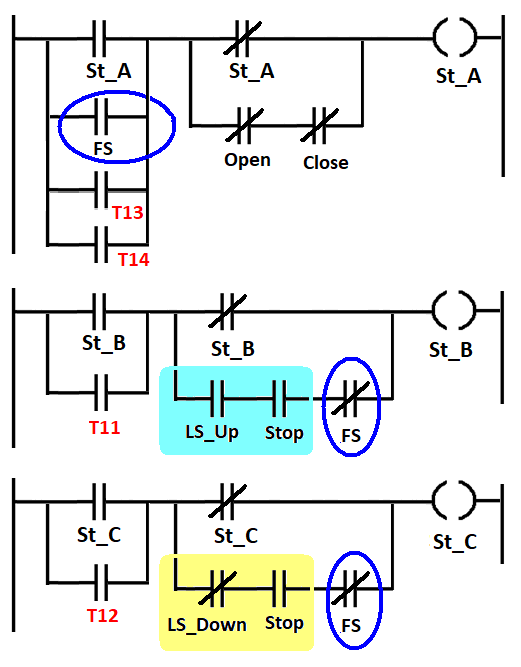 St_A
St_A
St_A
FS
Open
Close
T13
T14
St_B
St_B
St_B
T11
LS_Up
Stop
FS
St_C
St_C
St_C
T12
LS_Down
Stop
FS